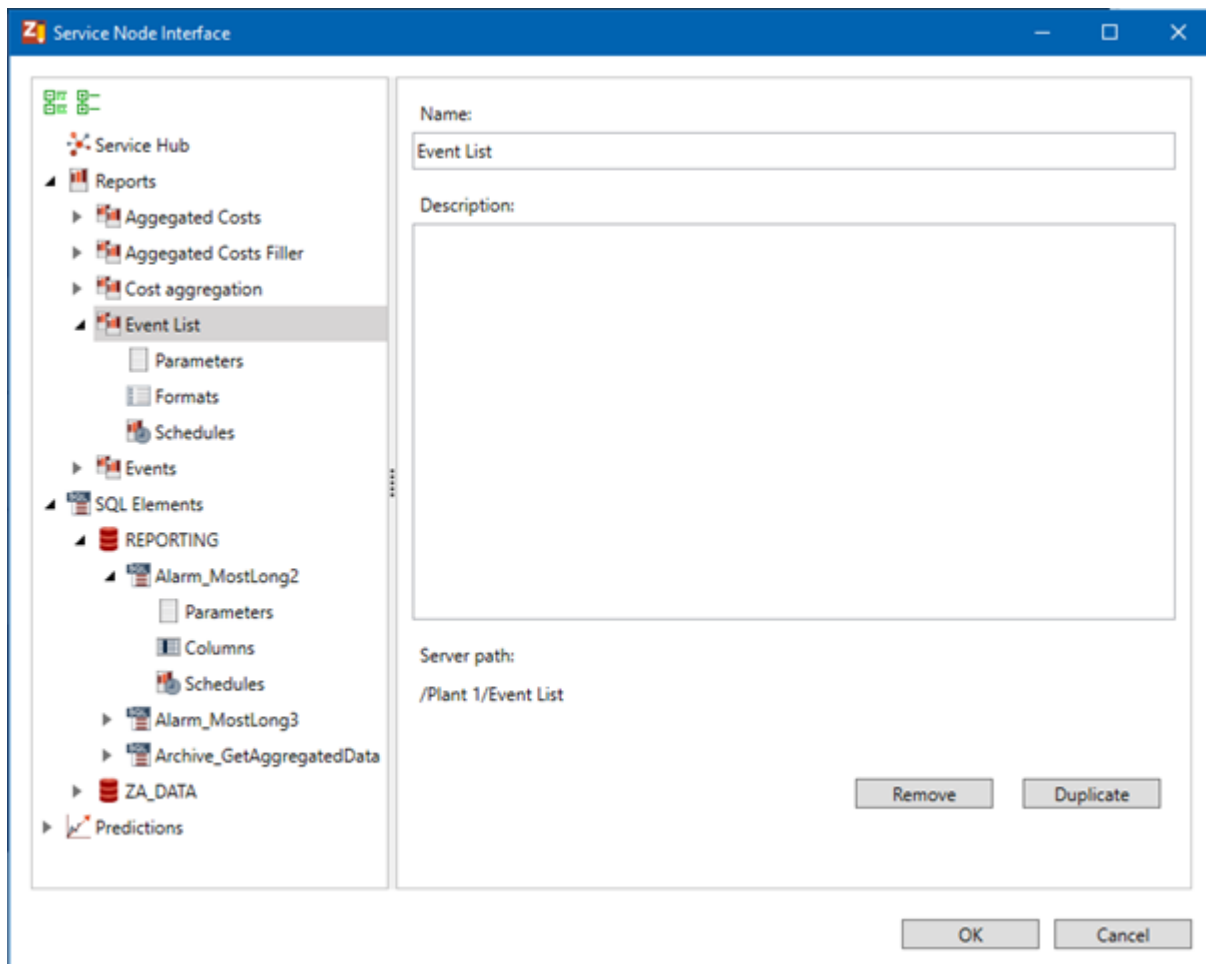 Service Node Interface
Service Hub
Reports
Aggegated Costs
Aggegated Costs Filler
Cost aggregation
Event List
Parameters
Formats
Schedules
Events
SQL Elements
REPORTING
Alarm_MostLong2
Parameters
Columns
Schedules
Alarm_MostLong3
Archive_GetAggregatedData
ZA_DATA
Predictions
Name:
Event List
Description:
Server path:
/Plant 1/Event List
Remove
Duplicate
OK
Cancel